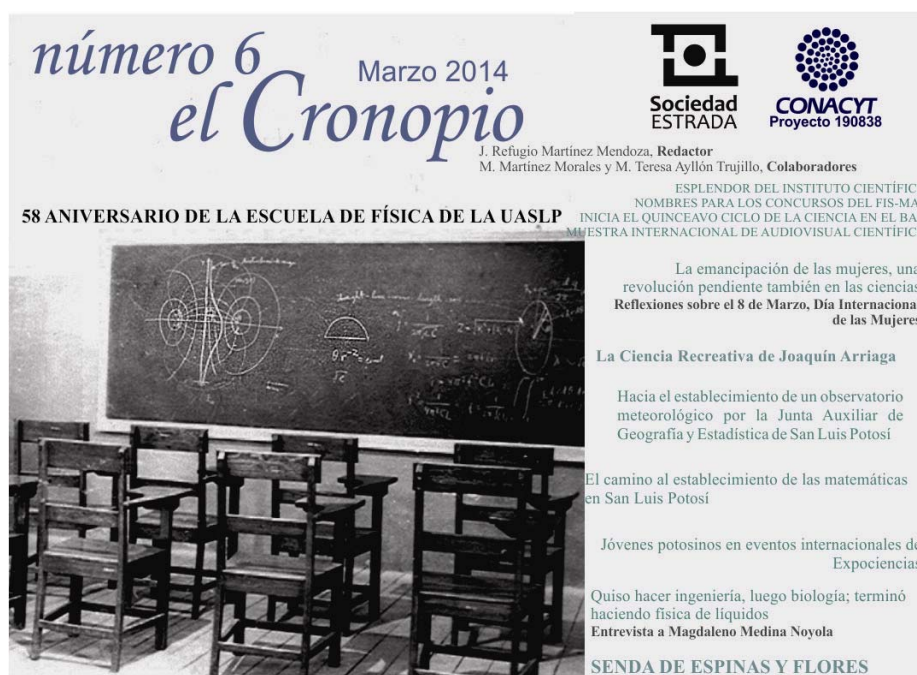 número 6
Marzo 2014
el Cronopio
Sociedad
ESTRADA
CONACYT
Proyecto 190838
J. Refugio Martínez Mendoza, Redactor
M. Martínez Morales y M. Teresa Ayllón Trujillo, Colaboradores
58 ANIVERSARIO DE LA ESCUELA DE FÍSICA DE LA UASLP
ESPLENDOR DEL INSTITUTO CIENTÍFIC
NOMBRES PARA LOS CONCURSOS DEL FIS-MA
INICIA EL QUINCEAVO CICLO DE LA CIENCIA EN EL BA
MUESTRA INTERNACIONAL DE AUDIOVISUAL CIENTÍFIC
La emancipación de las mujeres, una
revolución pendiente también en las ciencias
Reflexiones sobre el 8 de Marzo, Día Internacional
de las Mujeres
La Ciencia Recreativa de Joaquín Arriaga
Hacia el establecimiento de un observatorio
meteorológico por la Junta Auxiliar de
Geografía y Estadística de San Luis Potosí
El camino al establecimiento de las matemáticas
en San Luis Potosí
Jóvenes potosinos en eventos internacionales de
Expociencias
Quiso hacer ingeniería, luego biología; terminó
haciendo física de líquidos
Entrevista a Magdaleno Medina Noyola
SENDA DE ESPINAS Y FLORES